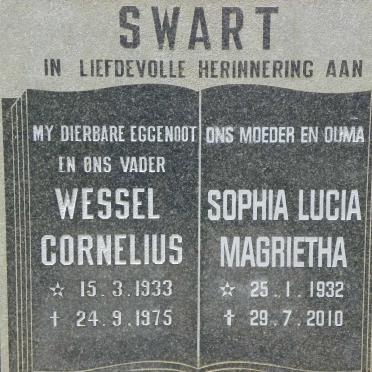 SWART
IN LIEFDEVOLLE HERINNERING AAN
MY DIERBARE EGGENOOT
EN ONS VADER
WESSEL
CORNELIUS
☆ 15.3.1933
† 24.9.1975
ONS MOEDER EN OUMA
SOPHIA LUCIA
MAGRIETHA
☆ 25.1.1932
✝ 29.7.2010